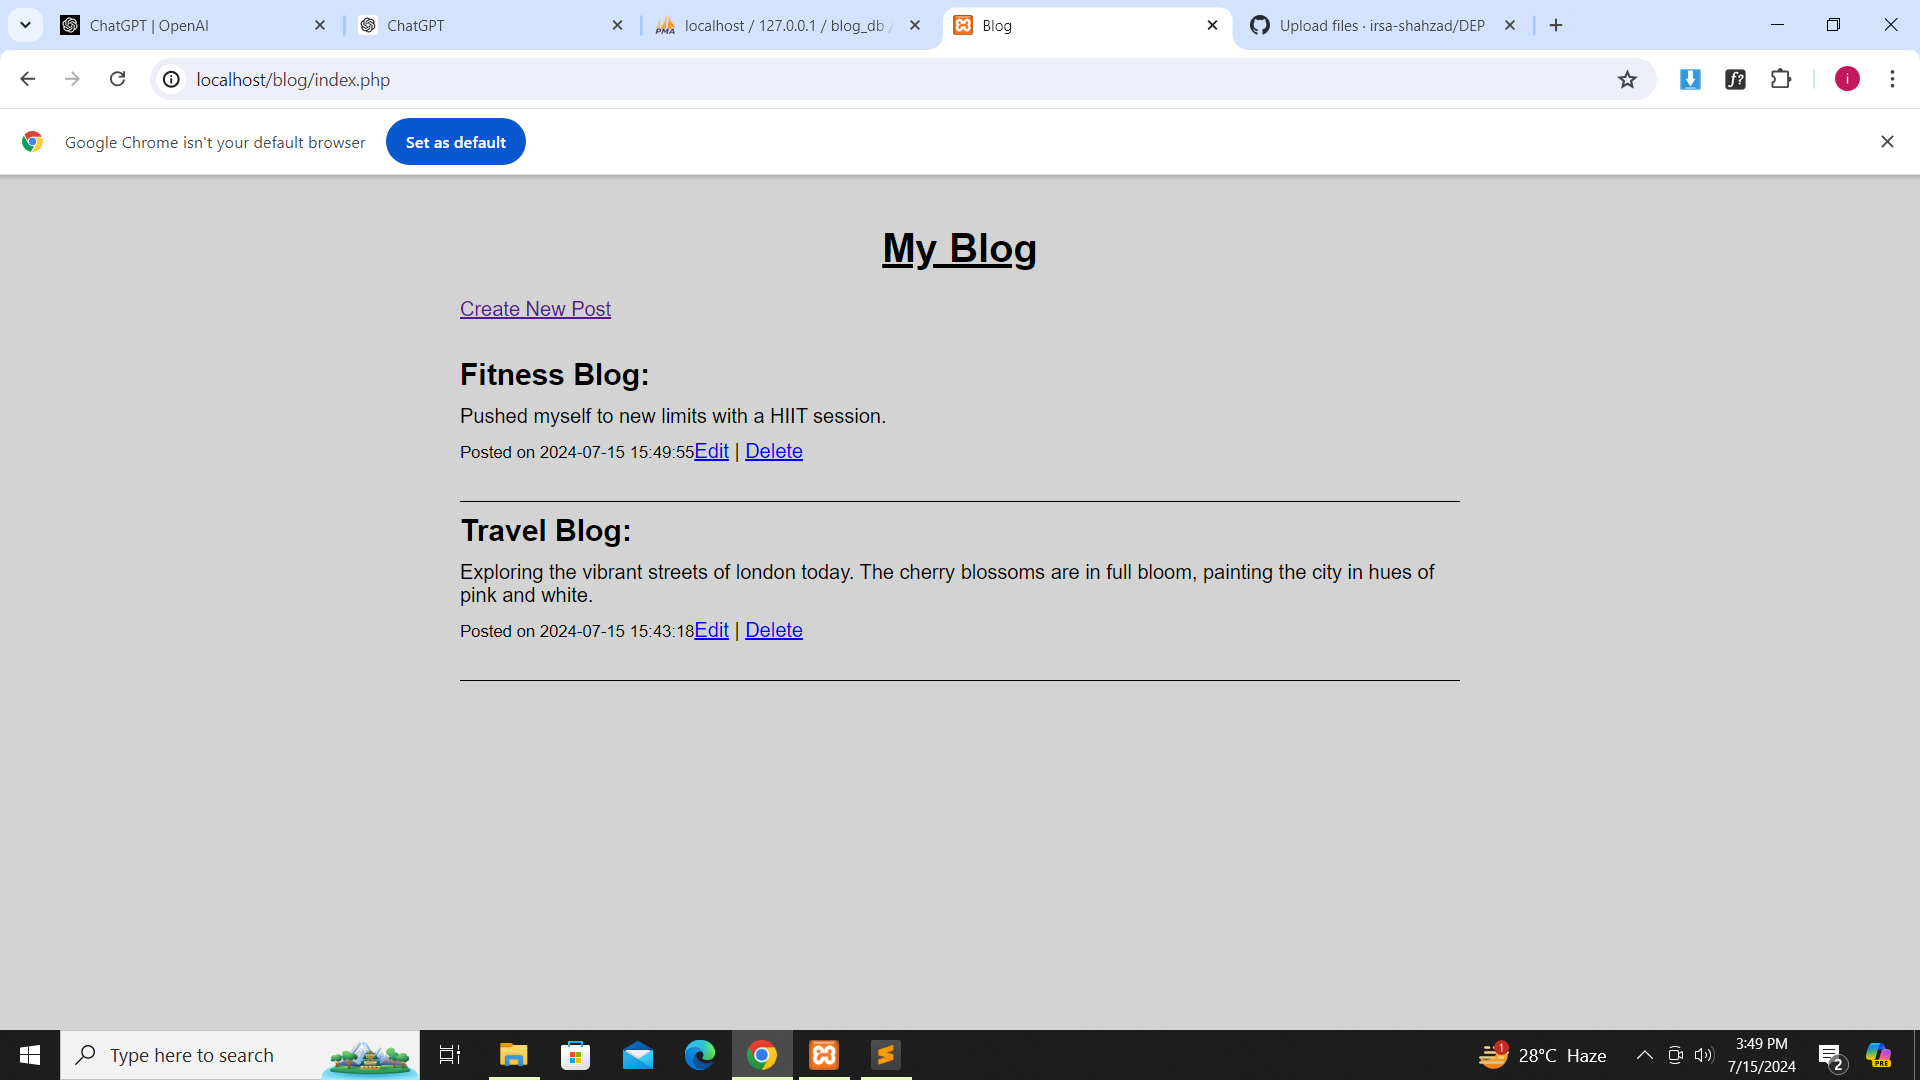 ChatGPT | OpenAI
ChatGPT
localhost / 127.0.0.1 / blog_db /
Blog
Upload files · irsa-shahzad/DEP
localhost/blog/index.php
f?
i
Google Chrome isn't your default browser
Set as default
My Blog
Create New Post
Fitness Blog:
Pushed myself to new limits with a HIIT session.
Posted on 2024-07-15 15:49:55Edit | Delete
Travel Blog:
Exploring the vibrant streets of london today. The cherry blossoms are in full bloom, painting the city in hues of
pink and white.
Posted on 2024-07-15 15:43:18Edit | Delete
Type here to search
1
28°C Haze
3:49 PM
7/15/2024
2
PRE